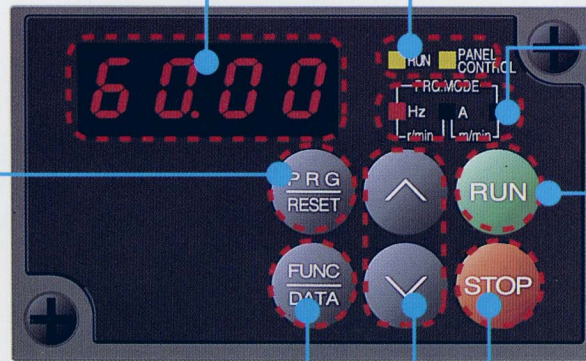 60.00
RUN
PANEL
CONTROL
PRG.MODE
Hz
A
r/min
m/min
PRG
RESET
RUN
FUNC
DATA
STOP